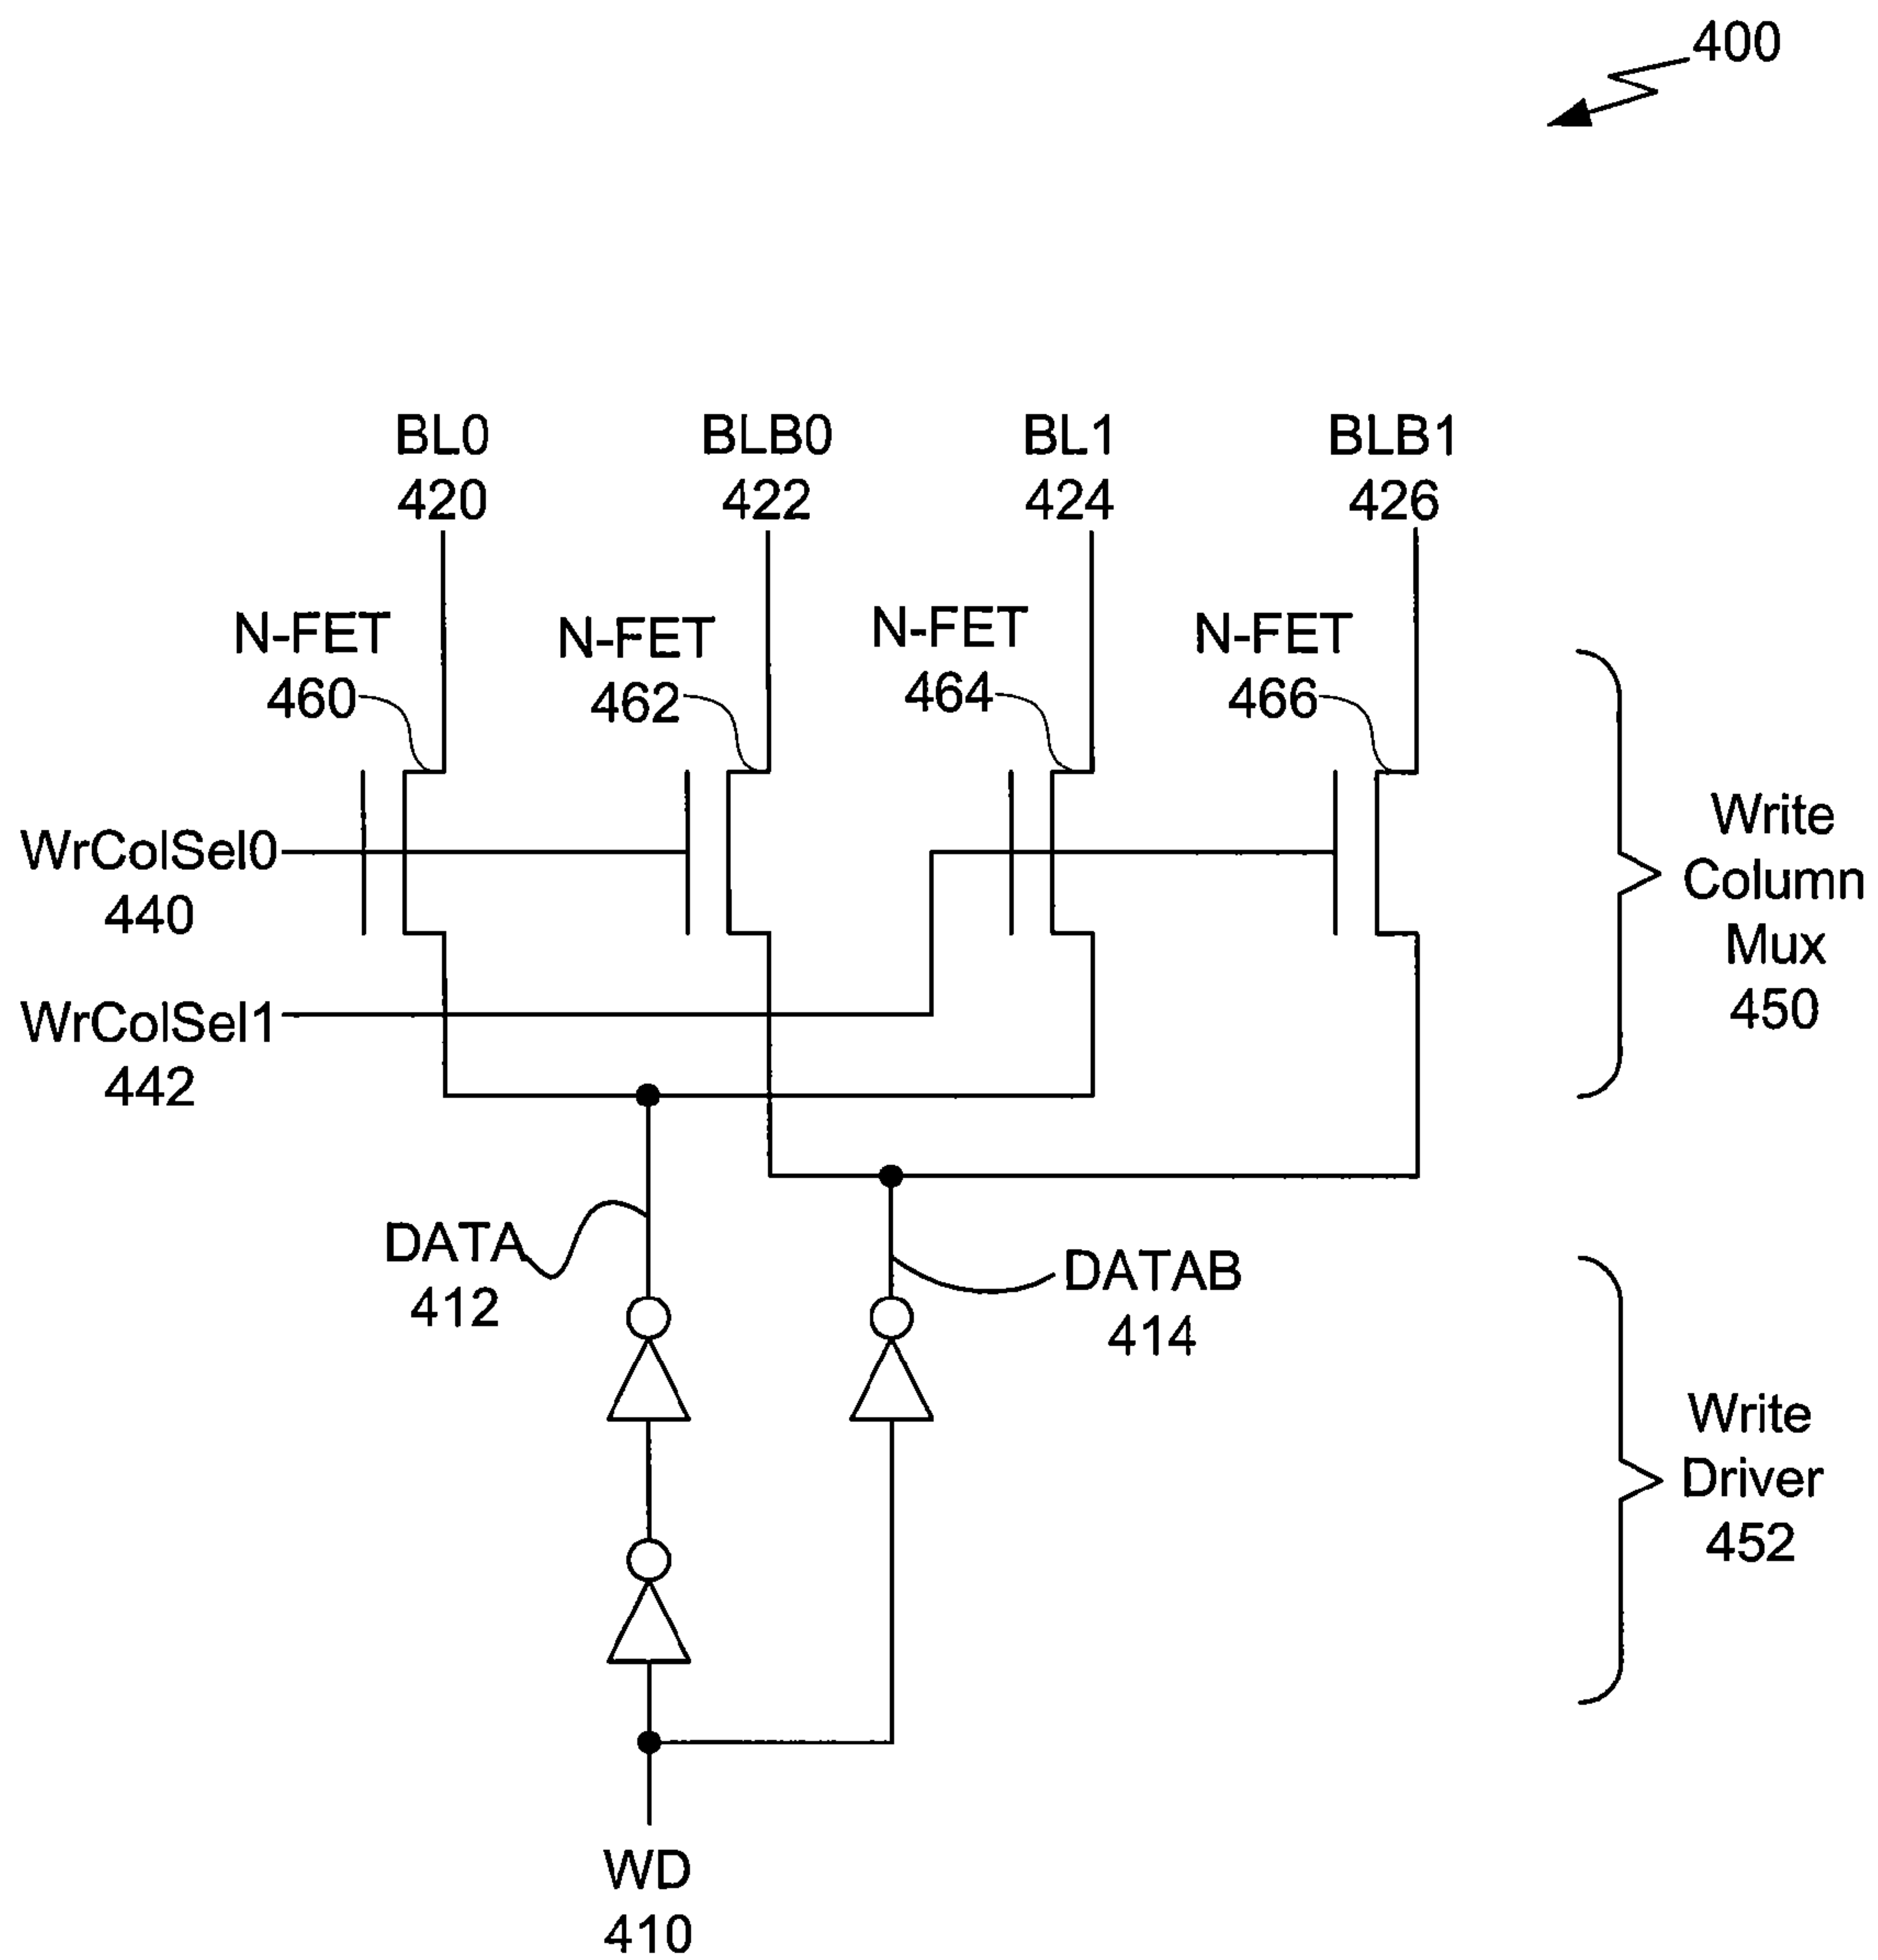 400
BL0
420
BLB0
422
BL1
424
BLB1
426
N-FET
460
N-FET
462
N-FET
464
N-FET
466
WrColSel0
440
WrColSel1
442
Write
Column
Mux
450
DATA
412
DATAB
414
Write
Driver
452
WD
410